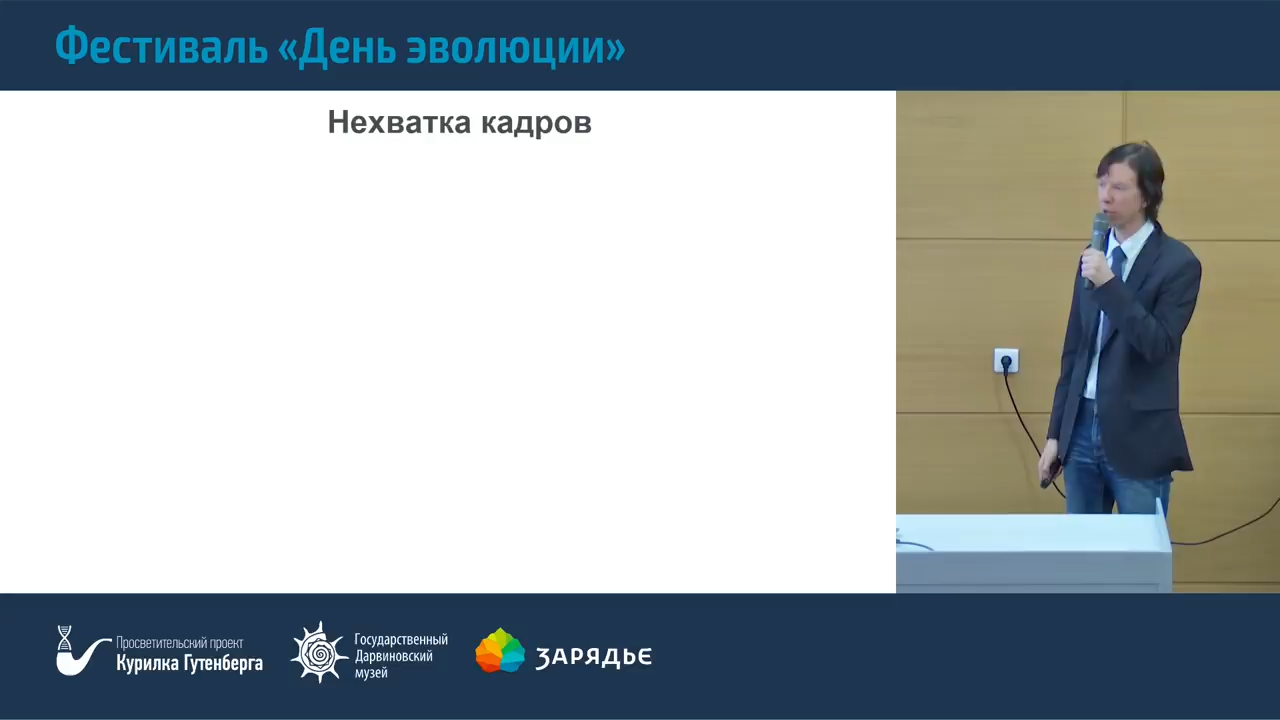 Фестиваль «День эволюции»
Нехватка кадров
Просветительский проект
Курилка Гутенберга
Государственный
Дарвиновский
музей
ЗАРЯДЬЕ